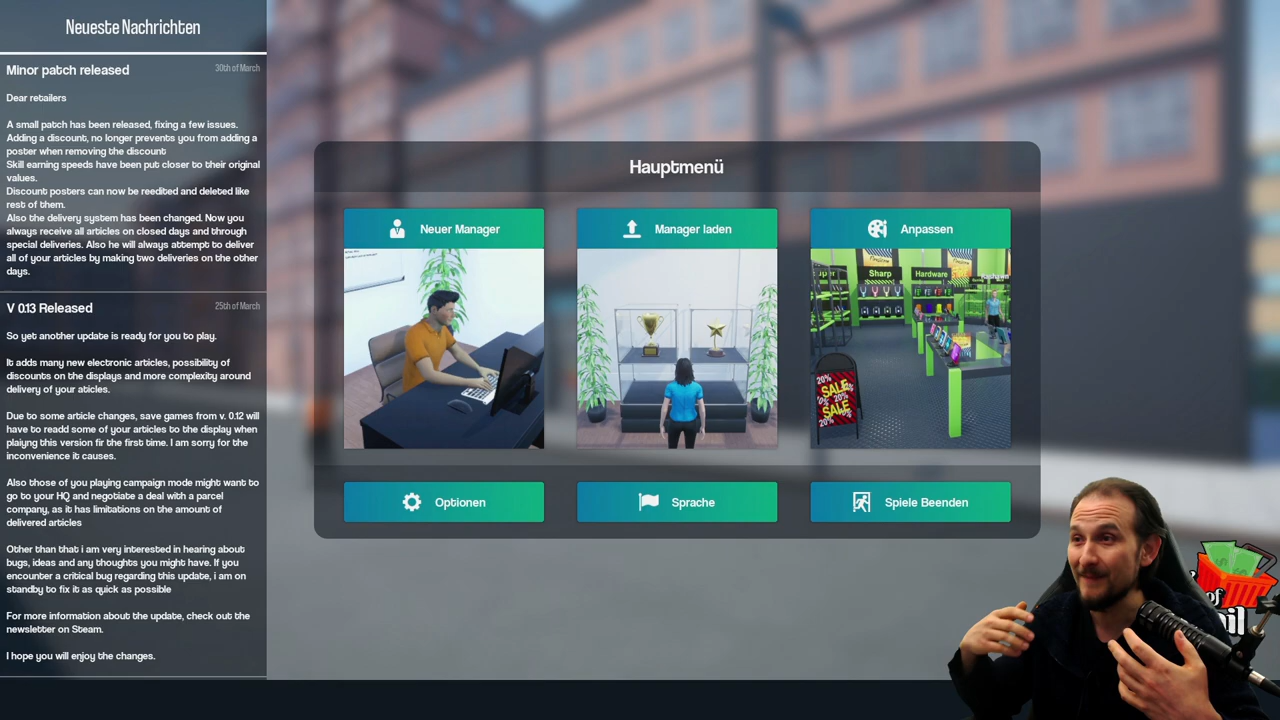 Neueste Nachrichten
Minor patch released
30th of March
Dear retailers
A small patch has been released, fixing a few issues.
Adding a discount, no longer prevents you from adding a
poster when removing the discount
Skill earning speeds have been put closer to their original
values.
Discount posters can now be reedited and deleted like
rest of them.
Also the delivery system has been changed. Now you
always receive all articles on closed days and through
special deliveries. Also he will always attempt to deliver
all of your articles by making two deliveries on the other
days.
V 0.13 Released
25th of March
So yet another update is ready for you to play.
It adds many new electronic articles, possibility of
discounts on the displays and more complexity around
delivery of your aticles.
Due to some article changes, save games from v. 0.12 will
have to readd some of your articles to the display when
playing this version fir the first time. I am sorry for the
inconvenience it causes.
Also those of you playing campaign mode might want to
go to your HQ and negotiate a deal with a parcel
company, as it has limitations on the amount of
delivered articles
Other than that i am very interested in hearing about
bugs, ideas and any thoughts you might have. If you
encounter a critical bug regarding this update, i am on
standby to fix it as quick as possible
For more information about the update, check out the
newsletter on Steam.
I hope you will enjoy the changes.
Hauptmenü
Neuer Manager
Manager laden
Anpassen
Sharp
Hardware
20%
20%
SALE
SALE
20%
20%
Optionen
Sprache
Spiele Beenden
of